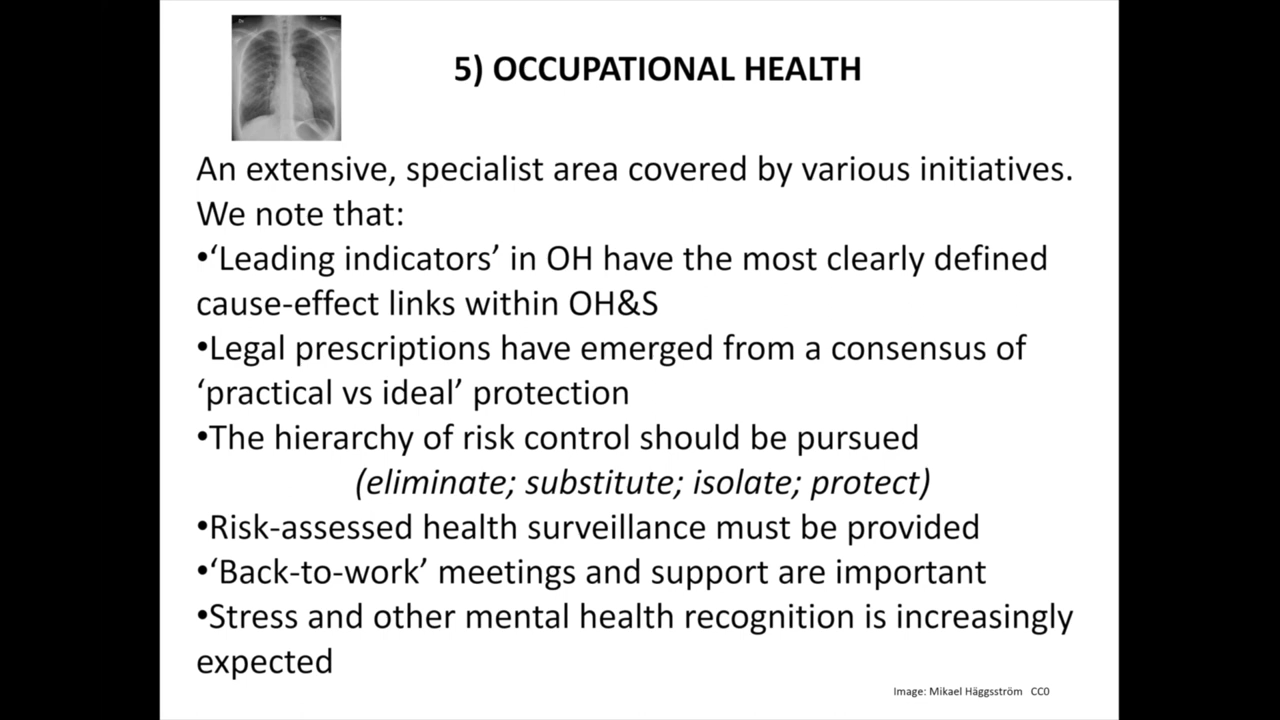 5) OCCUPATIONAL HEALTH
An extensive, specialist area covered by various initiatives.
We note that:
•‘Leading indicators’ in OH have the most clearly defined
cause-effect links within OH&S
•Legal prescriptions have emerged from a consensus of
‘practical vs ideal’ protection
•The hierarchy of risk control should be pursued
(eliminate; substitute; isolate; protect)
•Risk-assessed health surveillance must be provided
•‘Back-to-work’ meetings and support are important
•Stress and other mental health recognition is increasingly
expected
Image: Mikael Häggsström CC0